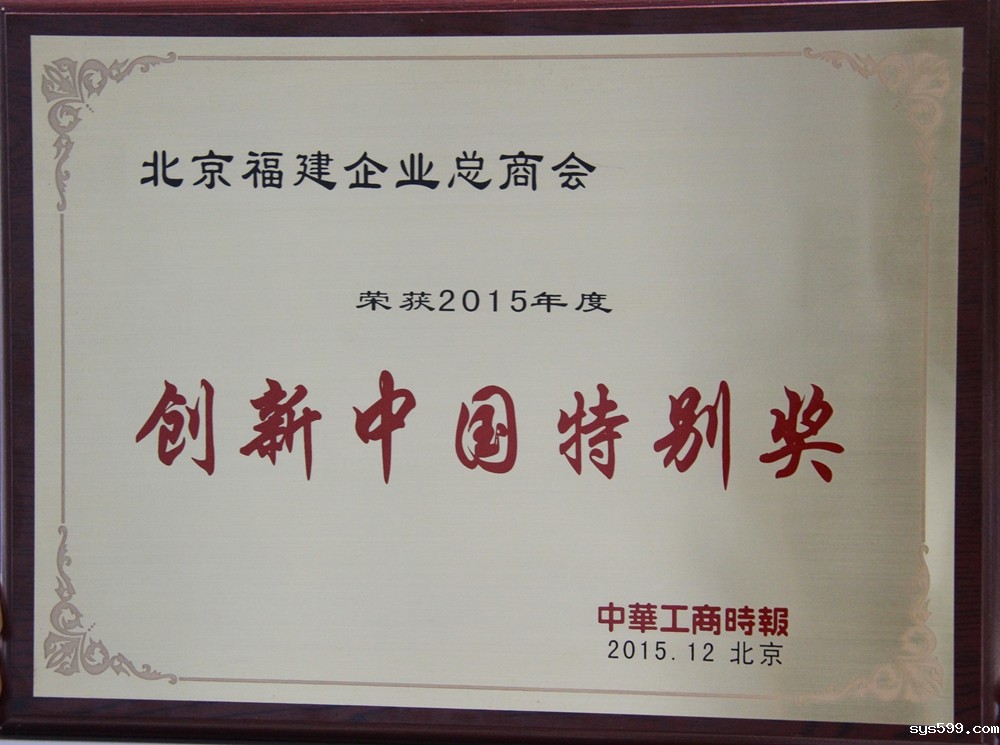 北京福建企业总商会
荣获2015年度
创新中国特别奖
中華工商時報
2015.12 北京
sys599.com